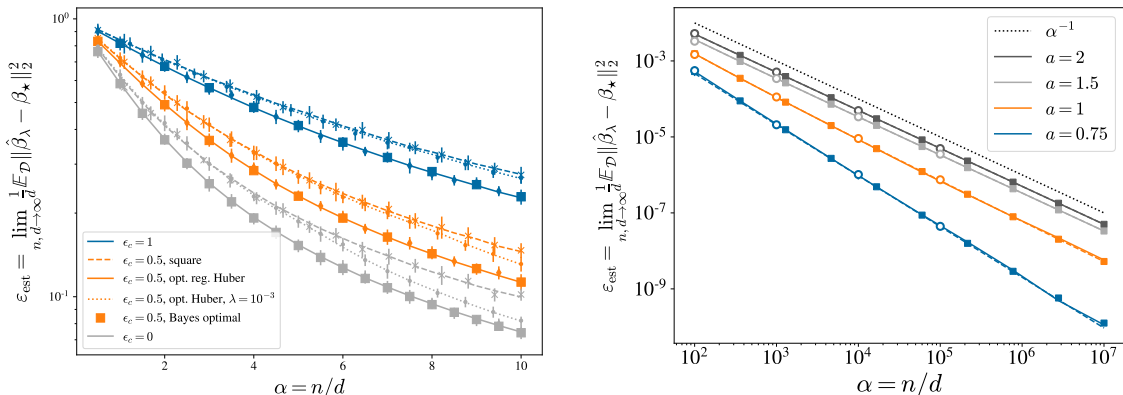 10⁰
10⁻¹
ε_est = lim_{n, d→∞} 1/d 𝔼_𝒟||β̂_λ − β_⋆||²₂
ϵ_c = 1
ϵ_c = 0.5, square
ϵ_c = 0.5, opt. reg. Huber
ϵ_c = 0.5, opt. Huber, λ = 10⁻³
ϵ_c = 0.5, Bayes optimal
ϵ_c = 0
2 4 6 8 10
α = n/d
10⁻³
10⁻⁵
10⁻⁷
10⁻⁹
ε_est = lim_{n, d→∞} 1/d 𝔼_𝒟||β̂_λ − β_⋆||²₂
α⁻¹
a = 2
a = 1.5
a = 1
a = 0.75
10² 10³ 10⁴ 10⁵ 10⁶ 10⁷
α = n/d